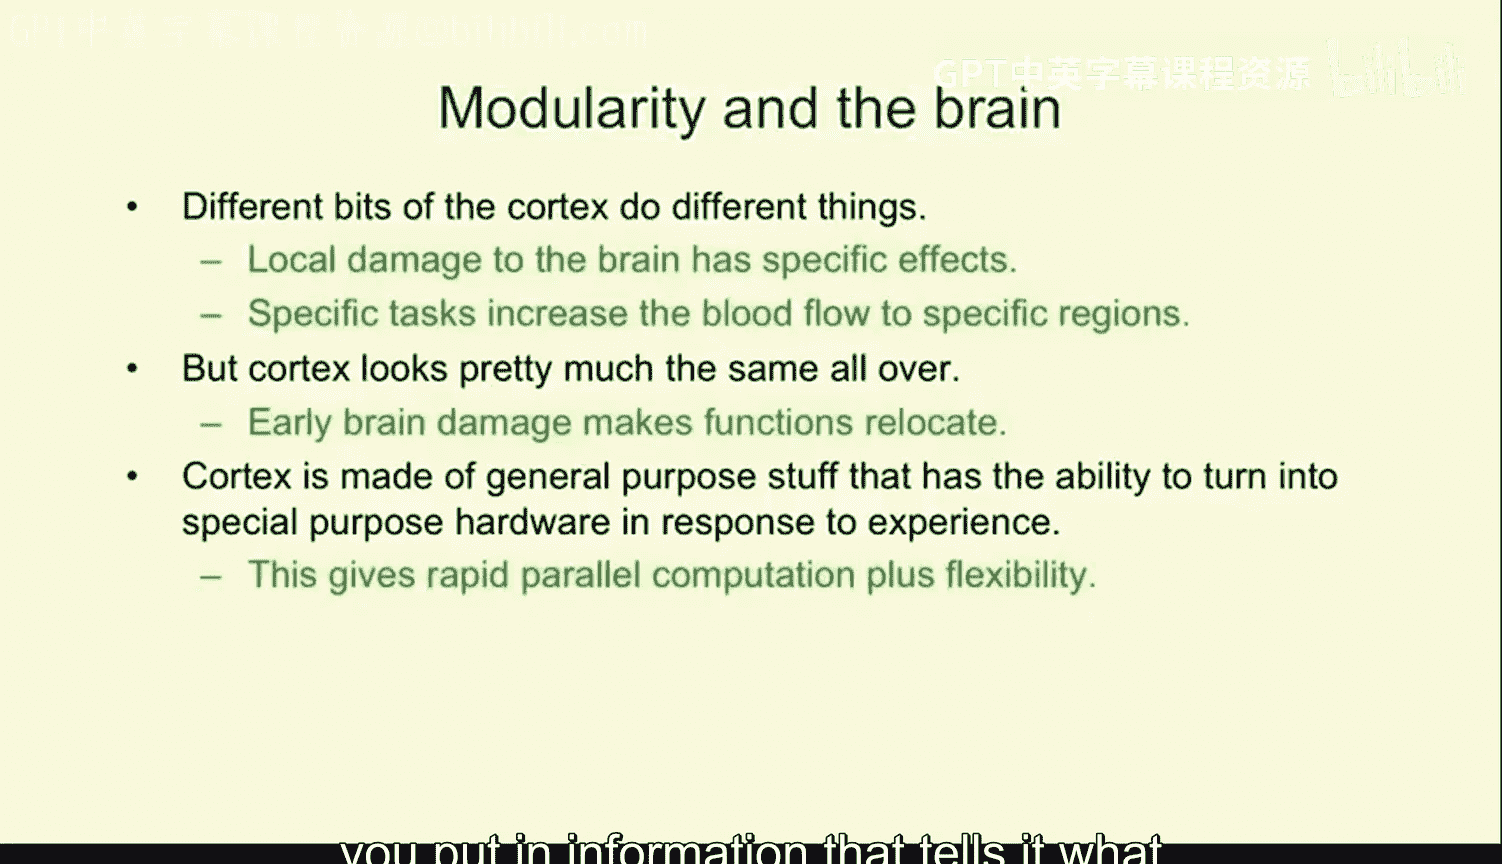 GPT中英字幕课程资源
Modularity and the brain
• Different bits of the cortex do different things.
– Local damage to the brain has specific effects.
– Specific tasks increase the blood flow to specific regions.
• But cortex looks pretty much the same all over.
– Early brain damage makes functions relocate.
• Cortex is made of general purpose stuff that has the ability to turn into
special purpose hardware in response to experience.
– This gives rapid parallel computation plus flexibility.
you put in information that tells it what